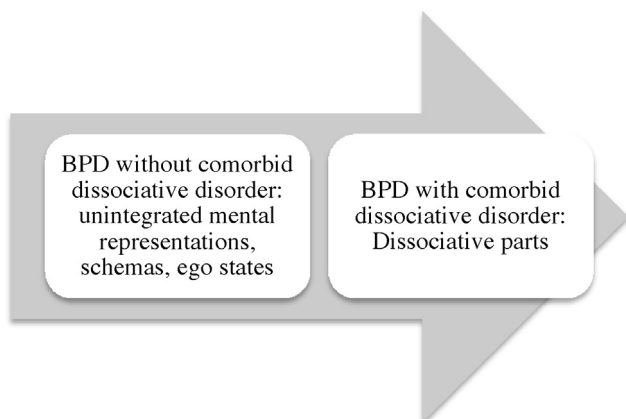 BPD without comorbid
dissociative disorder:
unintegrated mental
representations,
schemas, ego states
BPD with comorbid
dissociative disorder:
Dissociative parts